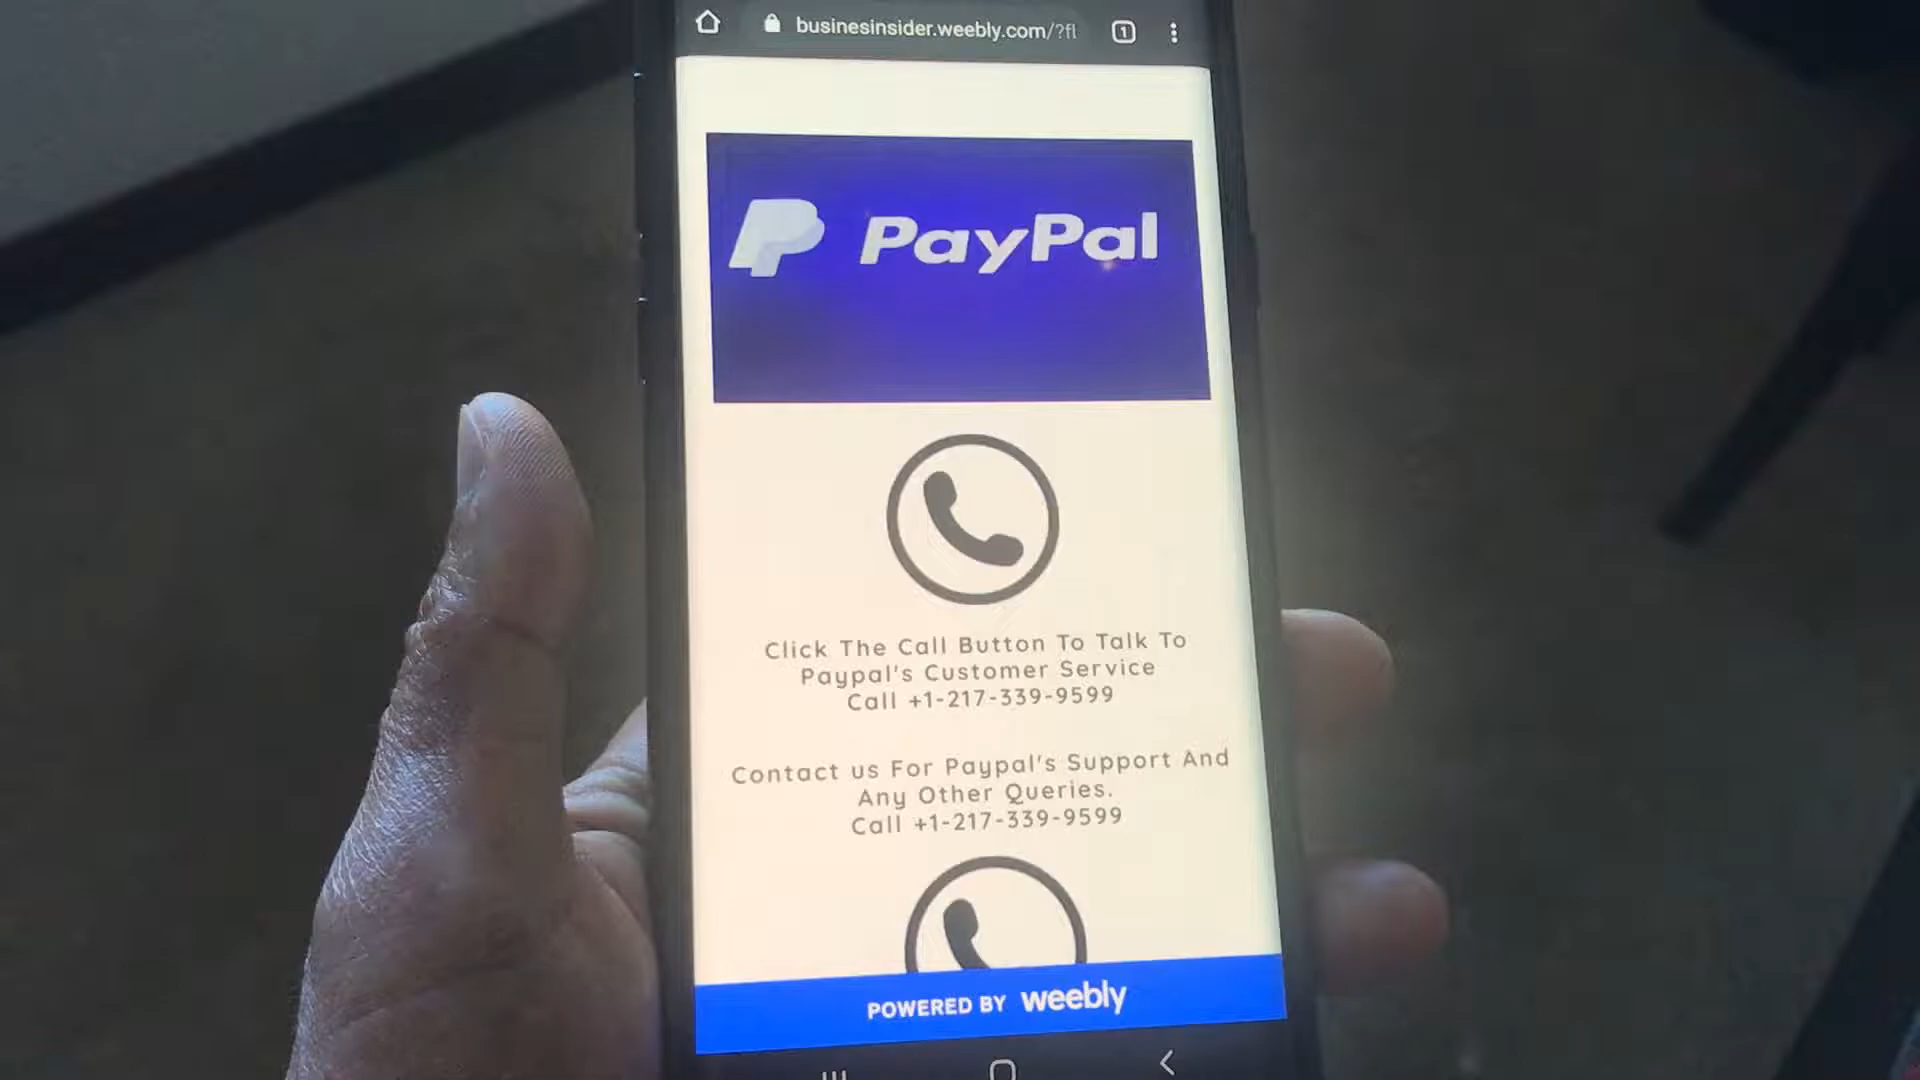 businesinsider.weebly.com/?fl
1
PayPal
Click The Call Button To Talk To
Paypal's Customer Service
Call +1-217-339-9599
Contact us For Paypal's Support And
Any Other Queries.
Call +1-217-339-9599
POWERED BY weebly